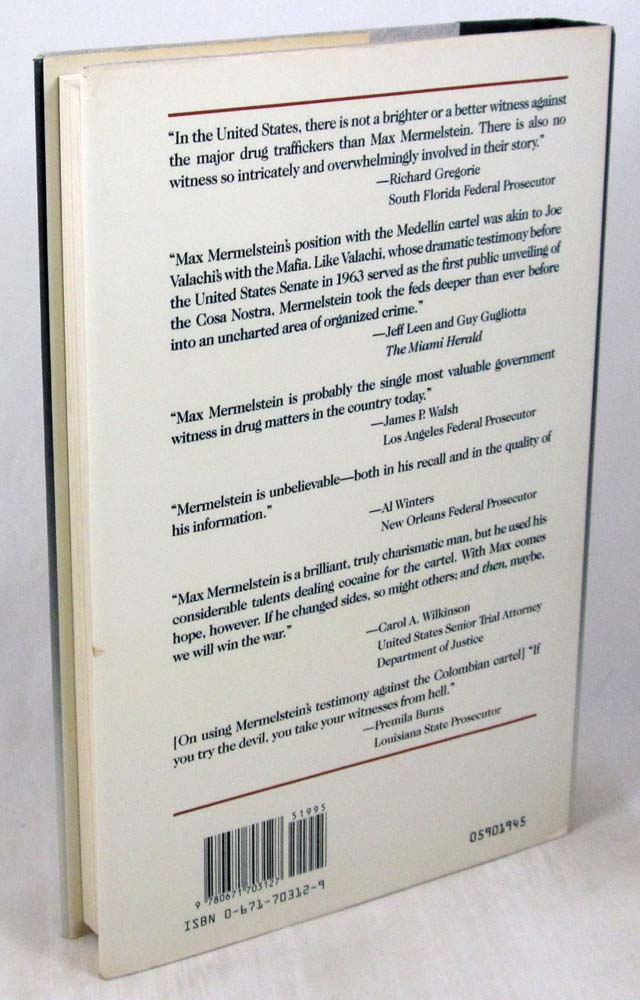 “In the United States, there is not a brighter or a better witness against
the major drug traffickers than Max Mermelstein. There is also no
witness so intricately and overwhelmingly involved in their story.”
—Richard Gregorie
South Florida Federal Prosecutor
“Max Mermelstein’s position with the Medellín cartel was akin to Joe
Valachi’s with the Mafia. Like Valachi, whose dramatic testimony before
the United States Senate in 1963 served as the first public unveiling of
the Cosa Nostra, Mermelstein took the feds deeper than ever before
into an uncharted area of organized crime.”
—Jeff Leen and Guy Gugliotta
The Miami Herald
“Max Mermelstein is probably the single most valuable government
witness in drug matters in the country today.”
—James P. Walsh
Los Angeles Federal Prosecutor
“Mermelstein is unbelievable—both in his recall and in the quality of
his information.”
—Al Winters
New Orleans Federal Prosecutor
“Max Mermelstein is a brilliant, truly charismatic man, but he used his
considerable talents dealing cocaine for the cartel. With Max comes
hope, however. If he changed sides, so might others; and then, maybe,
we will win the war.”
—Carol A. Wilkinson
United States Senior Trial Attorney
Department of Justice
[On using Mermelstein’s testimony against the Colombian cartel] “If
you try the devil, you take your witnesses from hell.”
—Premila Burns
Louisiana State Prosecutor
51995
9 780671 703127
ISBN 0-671-70312-9
05901945